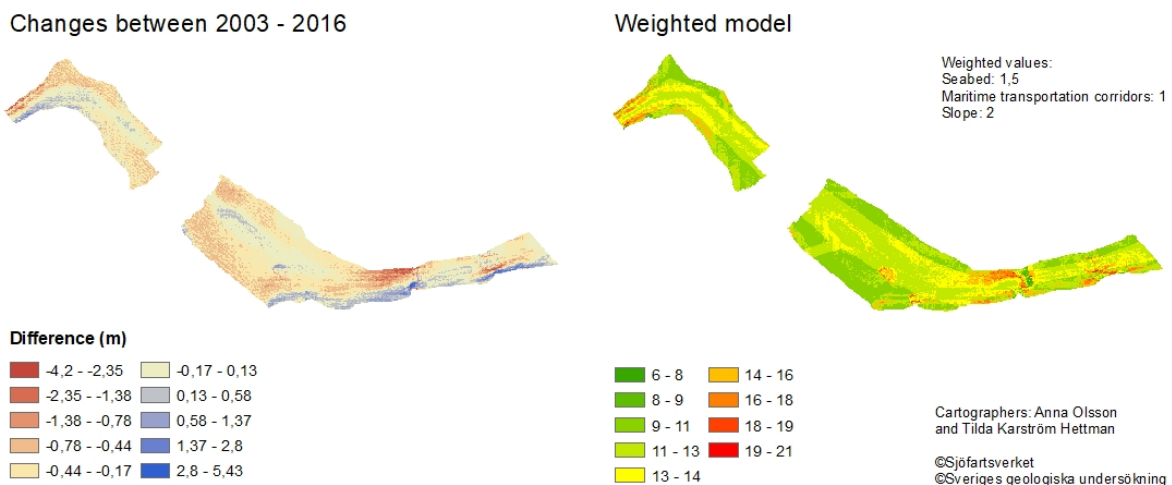 Changes between 2003 - 2016
Weighted model
Weighted values:
Seabed: 1,5
Maritime transportation corridors: 1
Slope: 2
Difference (m)
-4,2 - -2,35
-2,35 - -1,38
-1,38 - -0,78
-0,78 - -0,44
-0,44 - -0,17
-0,17 - 0,13
0,13 - 0,58
0,58 - 1,37
1,37 - 2,8
2,8 - 5,43
6 - 8
8 - 9
9 - 11
11 - 13
13 - 14
14 - 16
16 - 18
18 - 19
19 - 21
Cartographers: Anna Olsson
and Tilda Karström Hettman
©Sjöfartsverket
©Sveriges geologiska undersökning